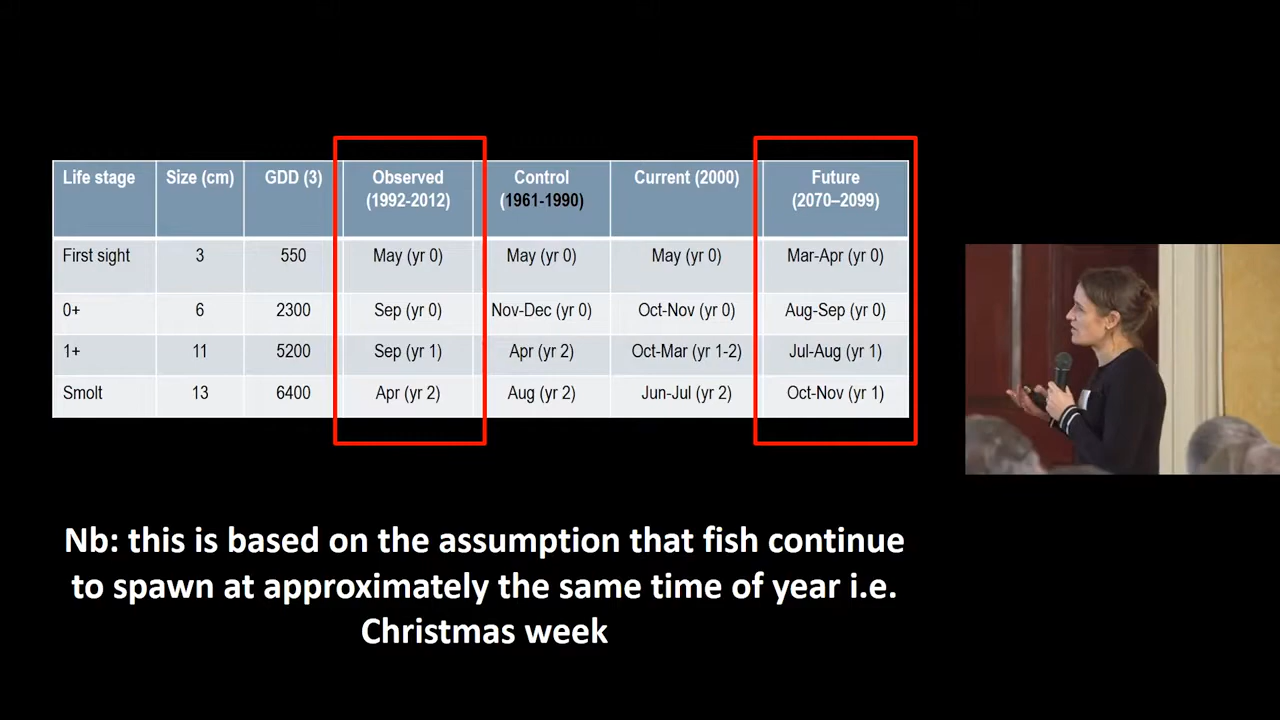 Life stage Size (cm) GDD (3) Observed (1992-2012) Control (1961-1990) Current (2000) Future (2070–2099)
First sight 3 550 May (yr 0) May (yr 0) May (yr 0) Mar-Apr (yr 0)
0+ 6 2300 Sep (yr 0) Nov-Dec (yr 0) Oct-Nov (yr 0) Aug-Sep (yr 0)
1+ 11 5200 Sep (yr 1) Apr (yr 2) Oct-Mar (yr 1-2) Jul-Aug (yr 1)
Smolt 13 6400 Apr (yr 2) Aug (yr 2) Jun-Jul (yr 2) Oct-Nov (yr 1)
Nb: this is based on the assumption that fish continue
to spawn at approximately the same time of year i.e.
Christmas week